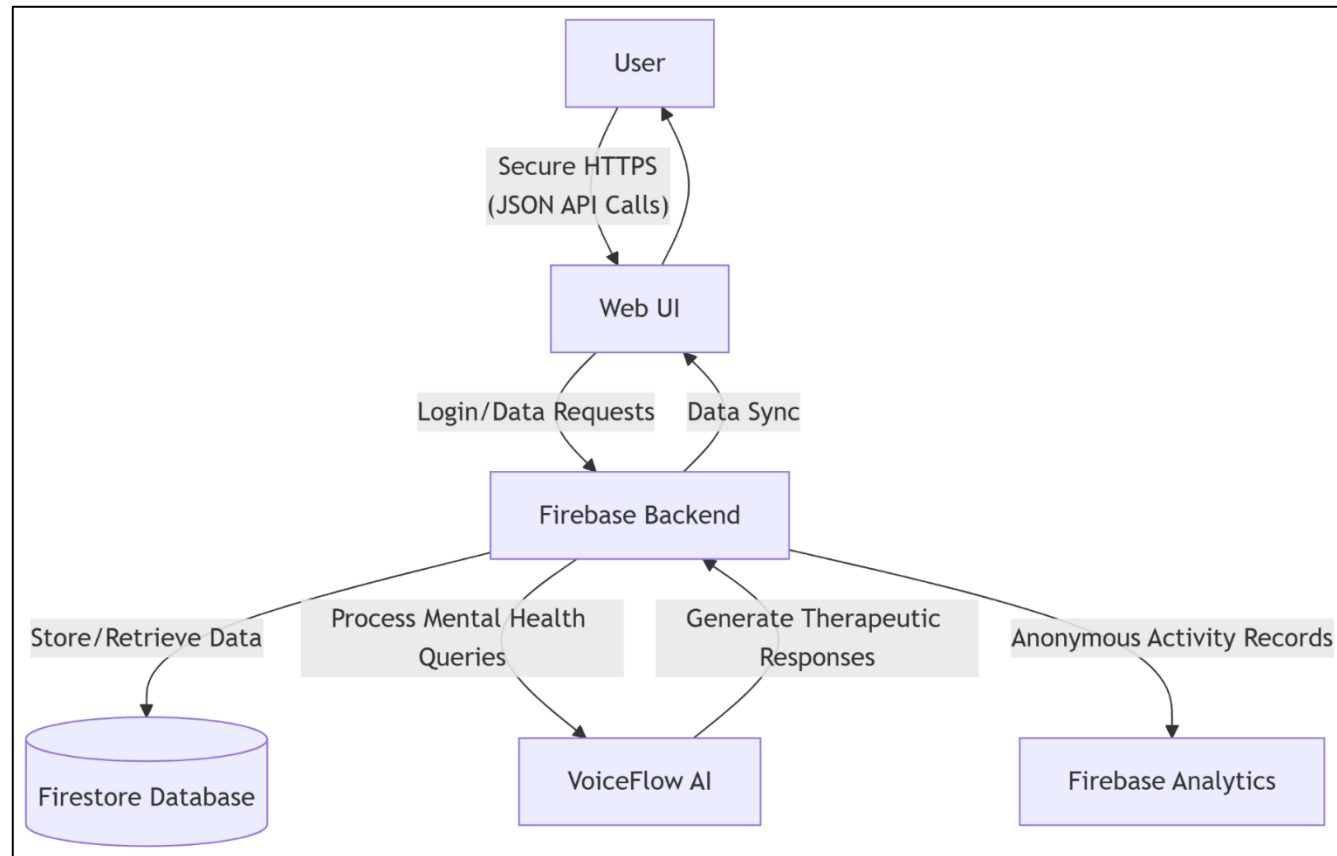 User
Secure HTTPS
(JSON API Calls)
Web UI
Login/Data Requests
Data Sync
Firebase Backend
Store/Retrieve Data
Process Mental Health
Queries
Generate Therapeutic
Responses
Anonymous Activity Records
Firestore Database
VoiceFlow AI
Firebase Analytics